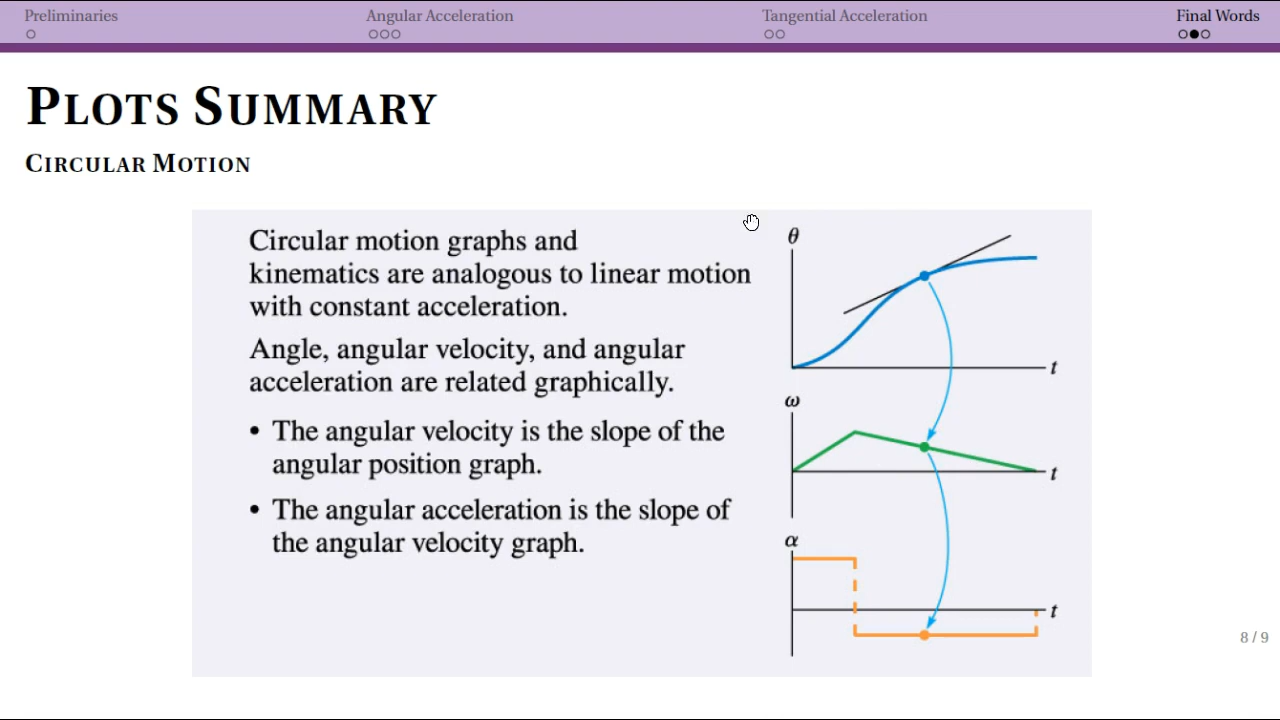 Preliminaries
Angular Acceleration
Tangential Acceleration
Final Words
PLOTS SUMMARY
CIRCULAR MOTION
Circular motion graphs and
kinematics are analogous to linear motion
with constant acceleration.
Angle, angular velocity, and angular
acceleration are related graphically.
• The angular velocity is the slope of the
angular position graph.
• The angular acceleration is the slope of
the angular velocity graph.
θ
t
ω
t
α
t
8 / 9